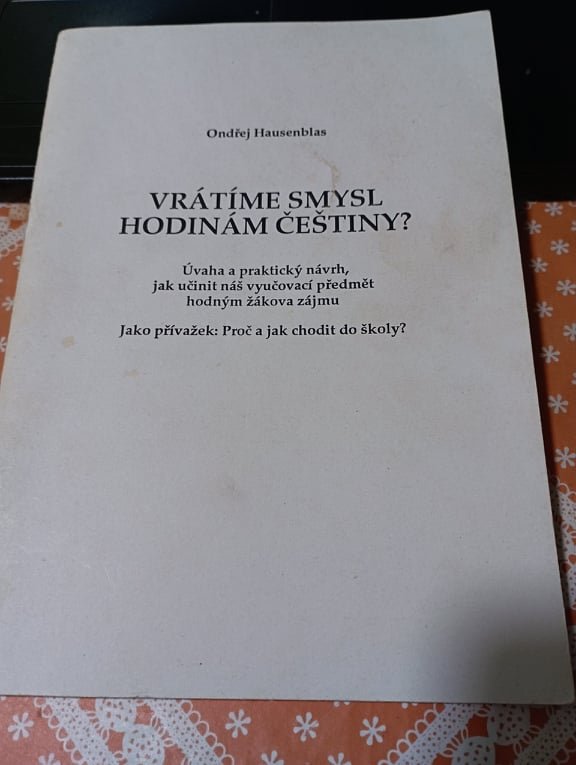 Ondřej Hausenblas
VRÁTÍME SMYSL
HODINÁM ČEŠTINY?
Úvaha a praktický návrh,
jak učinit náš vyučovací předmět
hodným žákova zájmu
Jako přívažek: Proč a jak chodit do školy?